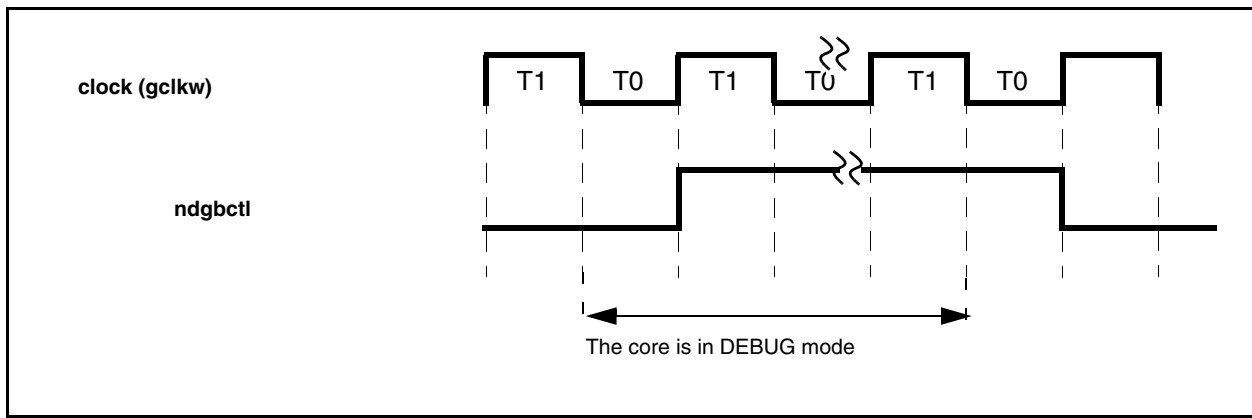 clock (gclkw)
T1 T0 T1 T0 T1 T0
ndgbctl
The core is in DEBUG mode